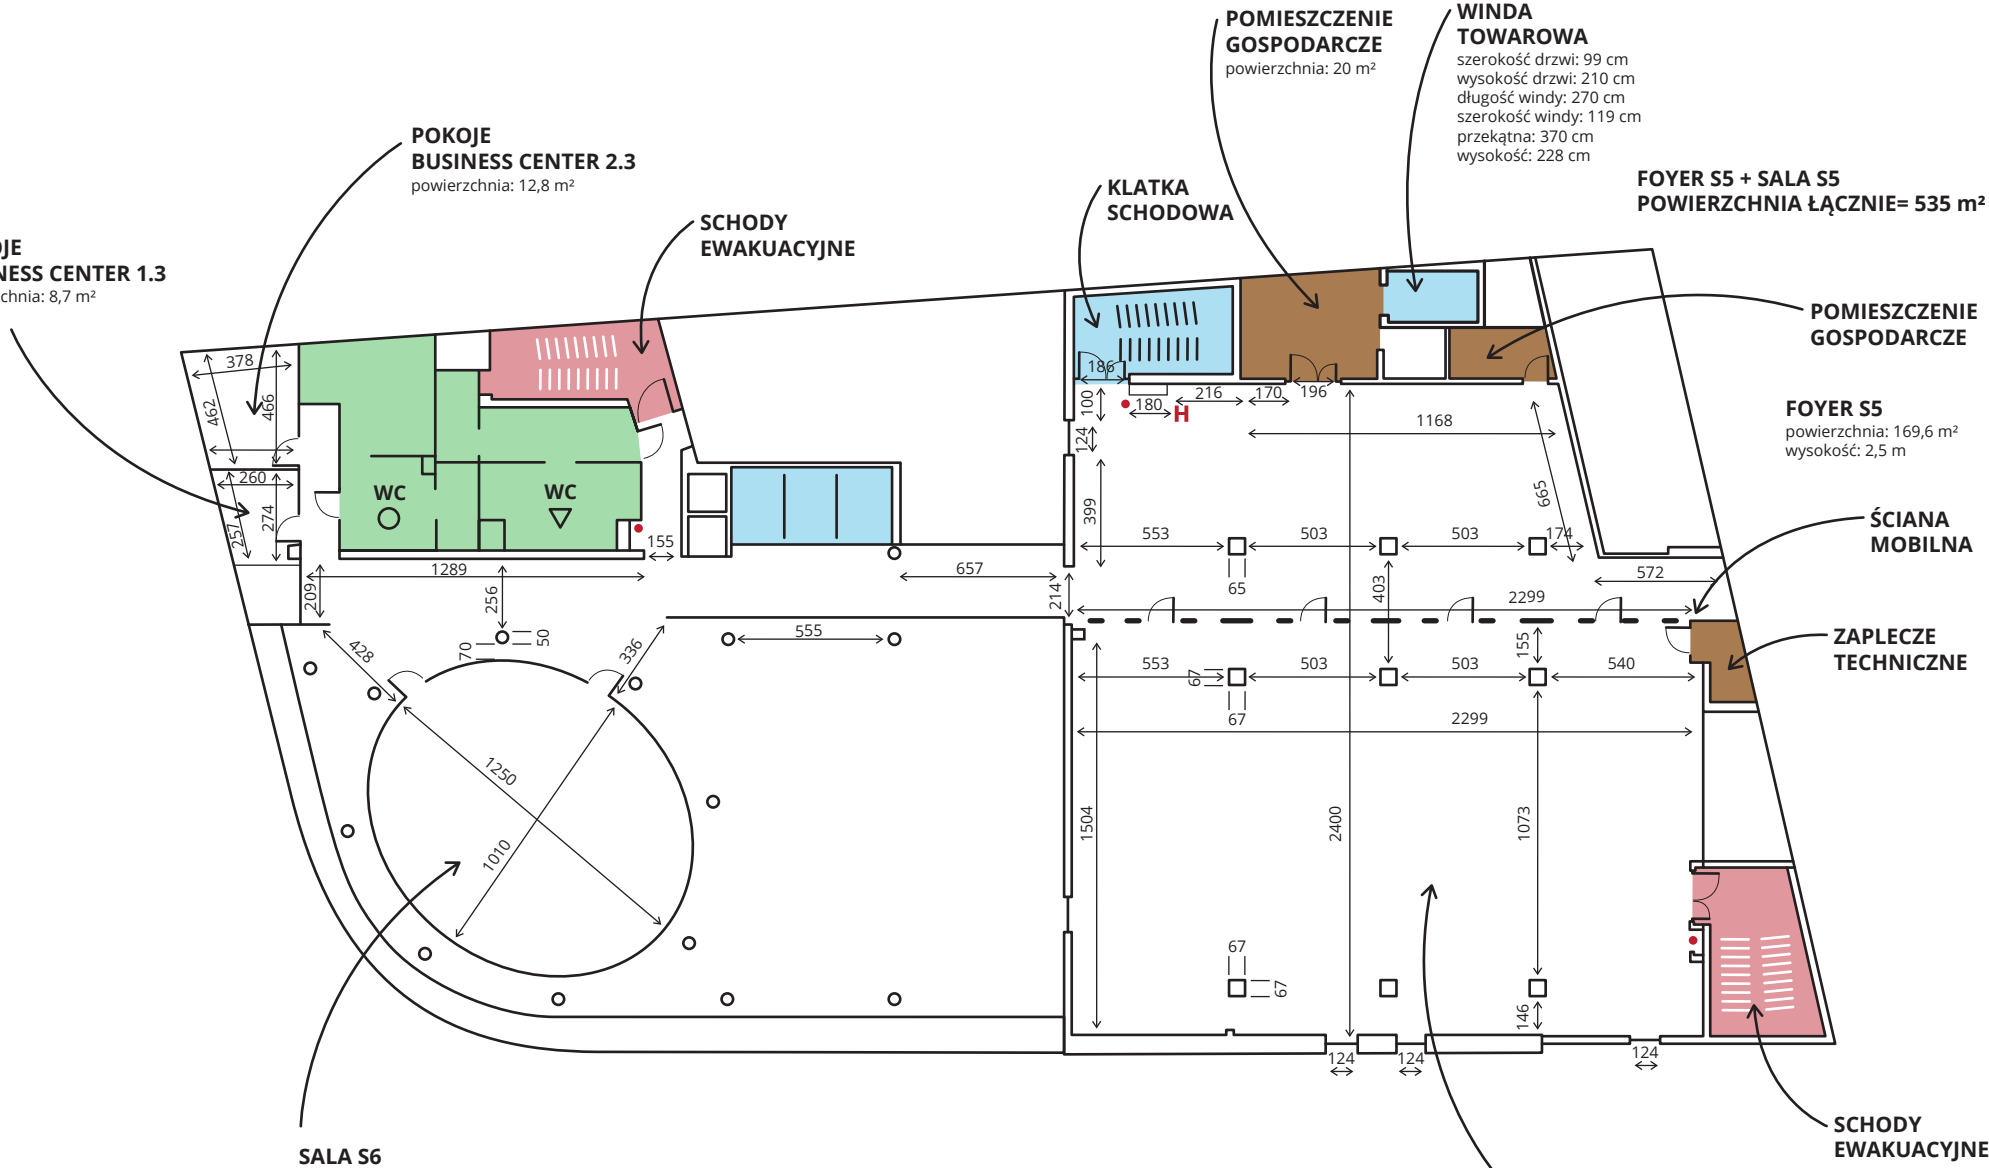 POMIESZCZENIE
GOSPODARCZE
powierzchnia: 20 m²
WINDA
TOWAROWA
szerokość drzwi: 99 cm
wysokość drzwi: 210 cm
długość windy: 270 cm
szerokość windy: 119 cm
przekątna: 370 cm
wysokość: 228 cm
POKOJE
BUSINESS CENTER 2.3
powierzchnia: 12,8 m²
KLATKA
SCHODOWA
FOYER S5 + SALA S5
POWIERZCHNIA ŁĄCZNIE= 535 m²
SCHODY
EWAKUACYJNE
OJE
NESS CENTER 1.3
chnia: 8,7 m²
POMIESZCZENIE
GOSPODARCZE
FOYER S5
powierzchnia: 169,6 m²
wysokość: 2,5 m
ŚCIANA
MOBILNA
ZAPLECZE
TECHNICZNE
378
462
466
260
257
274
WC
WC
155
1289
209
256
657
214
50
70
555
428
336
1250
1010
186
100
180
H
216
170
196
124
1168
399
665
553
503
503
174
65
403
572
2299
155
553
503
503
540
67
67
2299
1504
2400
1073
67
67
146
124
124
124
SALA S6
SCHODY
EWAKUACYJNE